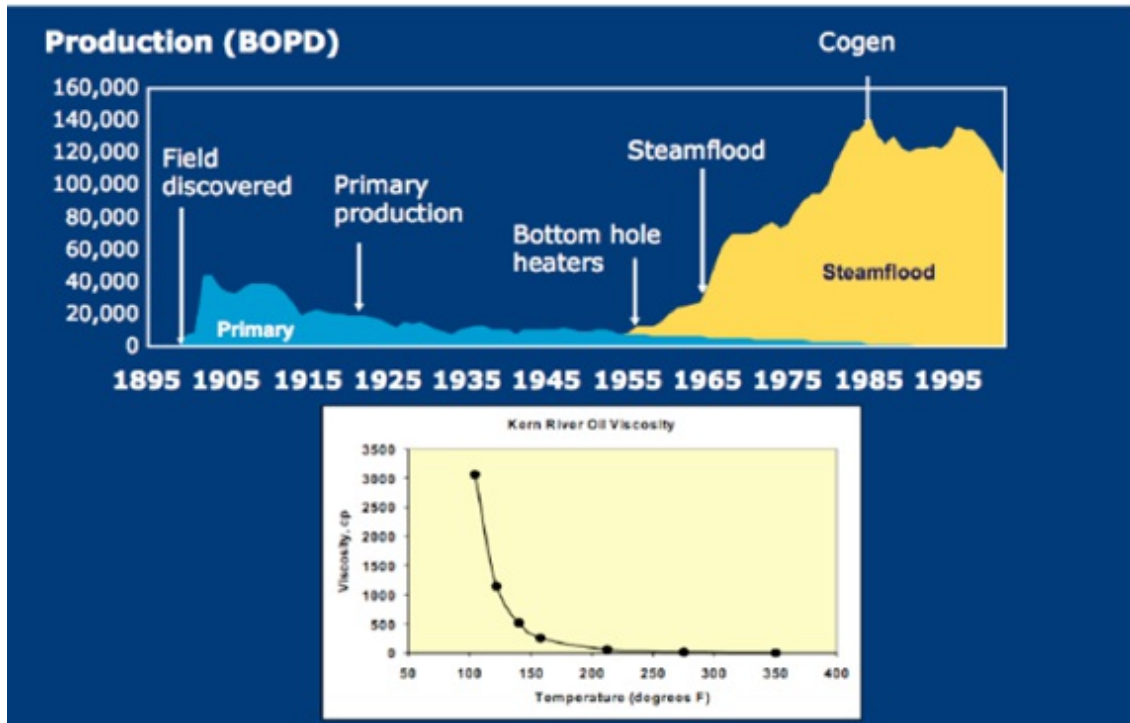 Production (BOPD)
Cogen
160,000
140,000
120,000
100,000
80,000
60,000
40,000
20,000
0
Field
discovered
Primary
production
Bottom hole
heaters
Steamflood
Steamflood
Primary
1895 1905 1915 1925 1935 1945 1955 1965 1975 1985 1995
Kern River Oil Viscosity
Viscosity, cp
3500
3000
2500
2000
1500
1000
500
0
50 100 150 200 250 300 350 400
Temperature (degrees F)